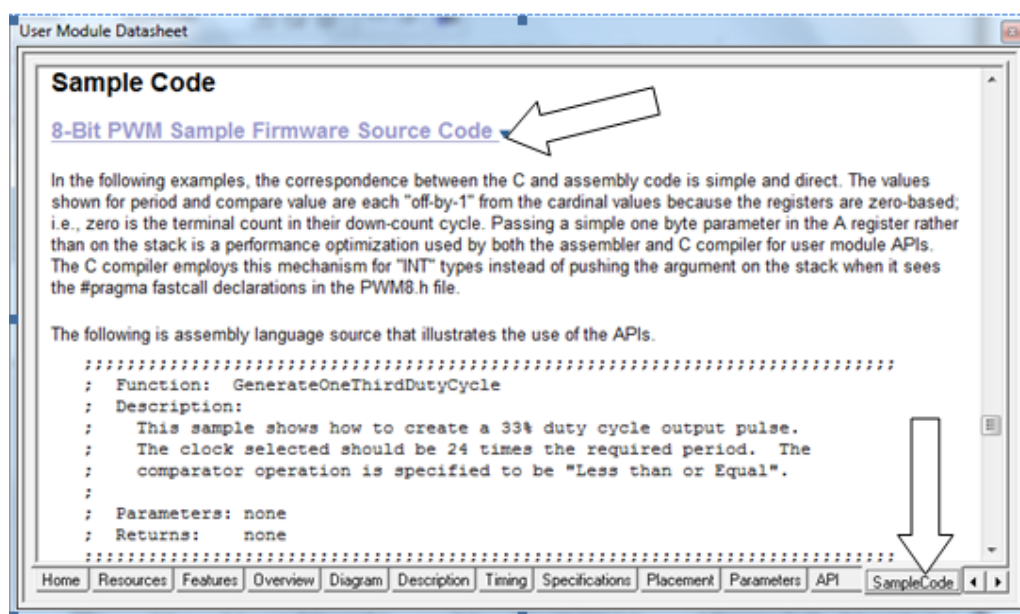 User Module Datasheet
Sample Code
8-Bit PWM Sample Firmware Source Code
In the following examples, the correspondence between the C and assembly code is simple and direct. The values
shown for period and compare value are each "off-by-1" from the cardinal values because the registers are zero-based;
i.e., zero is the terminal count in their down-count cycle. Passing a simple one byte parameter in the A register rather
than on the stack is a performance optimization used by both the assembler and C compiler for user module APIs.
The C compiler employs this mechanism for "INT" types instead of pushing the argument on the stack when it sees
the #pragma fastcall declarations in the PWM8.h file.
The following is assembly language source that illustrates the use of the APIs.
;;;;;;;;;;;;;;;;;;;;;;;;;;;;;;;;;;;;;;;;;;;;;;;;;;;;;;;;;;;;;;;;;;;;;;;;;;;;;
; Function: GenerateOneThirdDutyCycle
; Description:
; This sample shows how to create a 33% duty cycle output pulse.
; The clock selected should be 24 times the required period. The
; comparator operation is specified to be "Less than or Equal".
;
; Parameters: none
; Returns: none
;;;;;;;;;;;;;;;;;;;;;;;;;;;;;;;;;;;;;;;;;;;;;;;;;;;;;;;;;;;;;;;;;;;;;;;;;;;;;
Home Resources Features Overview Diagram Description Timing Specifications Placement Parameters API SampleCode